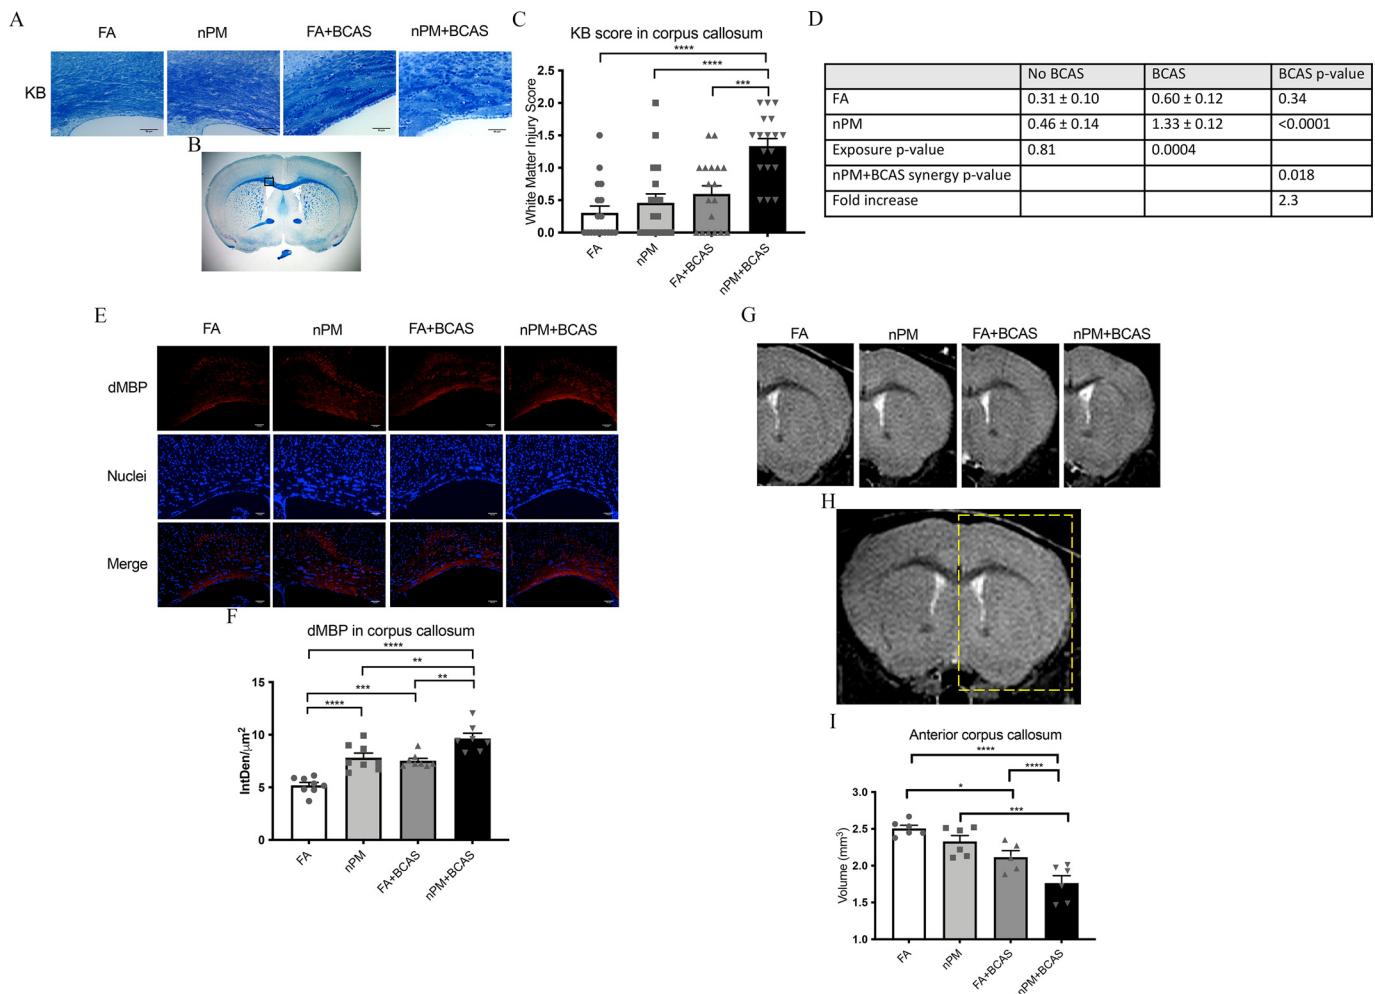 A
FA
nPM
FA+BCAS
nPM+BCAS
KB
B
C
KB score in corpus callosum
****
****
***
White Matter Injury Score
2.5
2.0
1.5
1.0
0.5
0.0
FA
nPM
FA+BCAS
nPM+BCAS
D
No BCAS BCAS BCAS p-value
FA 0.31 ± 0.10 0.60 ± 0.12 0.34
nPM 0.46 ± 0.14 1.33 ± 0.12 <0.0001
Exposure p-value 0.81 0.0004
nPM+BCAS synergy p-value 0.018
Fold increase 2.3
E
FA
nPM
FA+BCAS
nPM+BCAS
dMBP
Nuclei
Merge
F
dMBP in corpus callosum
****
**
***
**
****
IntDen/μm²
15
10
5
0
FA
nPM
FA+BCAS
nPM+BCAS
G
FA
nPM
FA+BCAS
nPM+BCAS
H
I
Anterior corpus callosum
****
****
*
***
Volume (mm³)
3.0
2.5
2.0
1.5
1.0
FA
nPM
FA+BCAS
nPM+BCAS